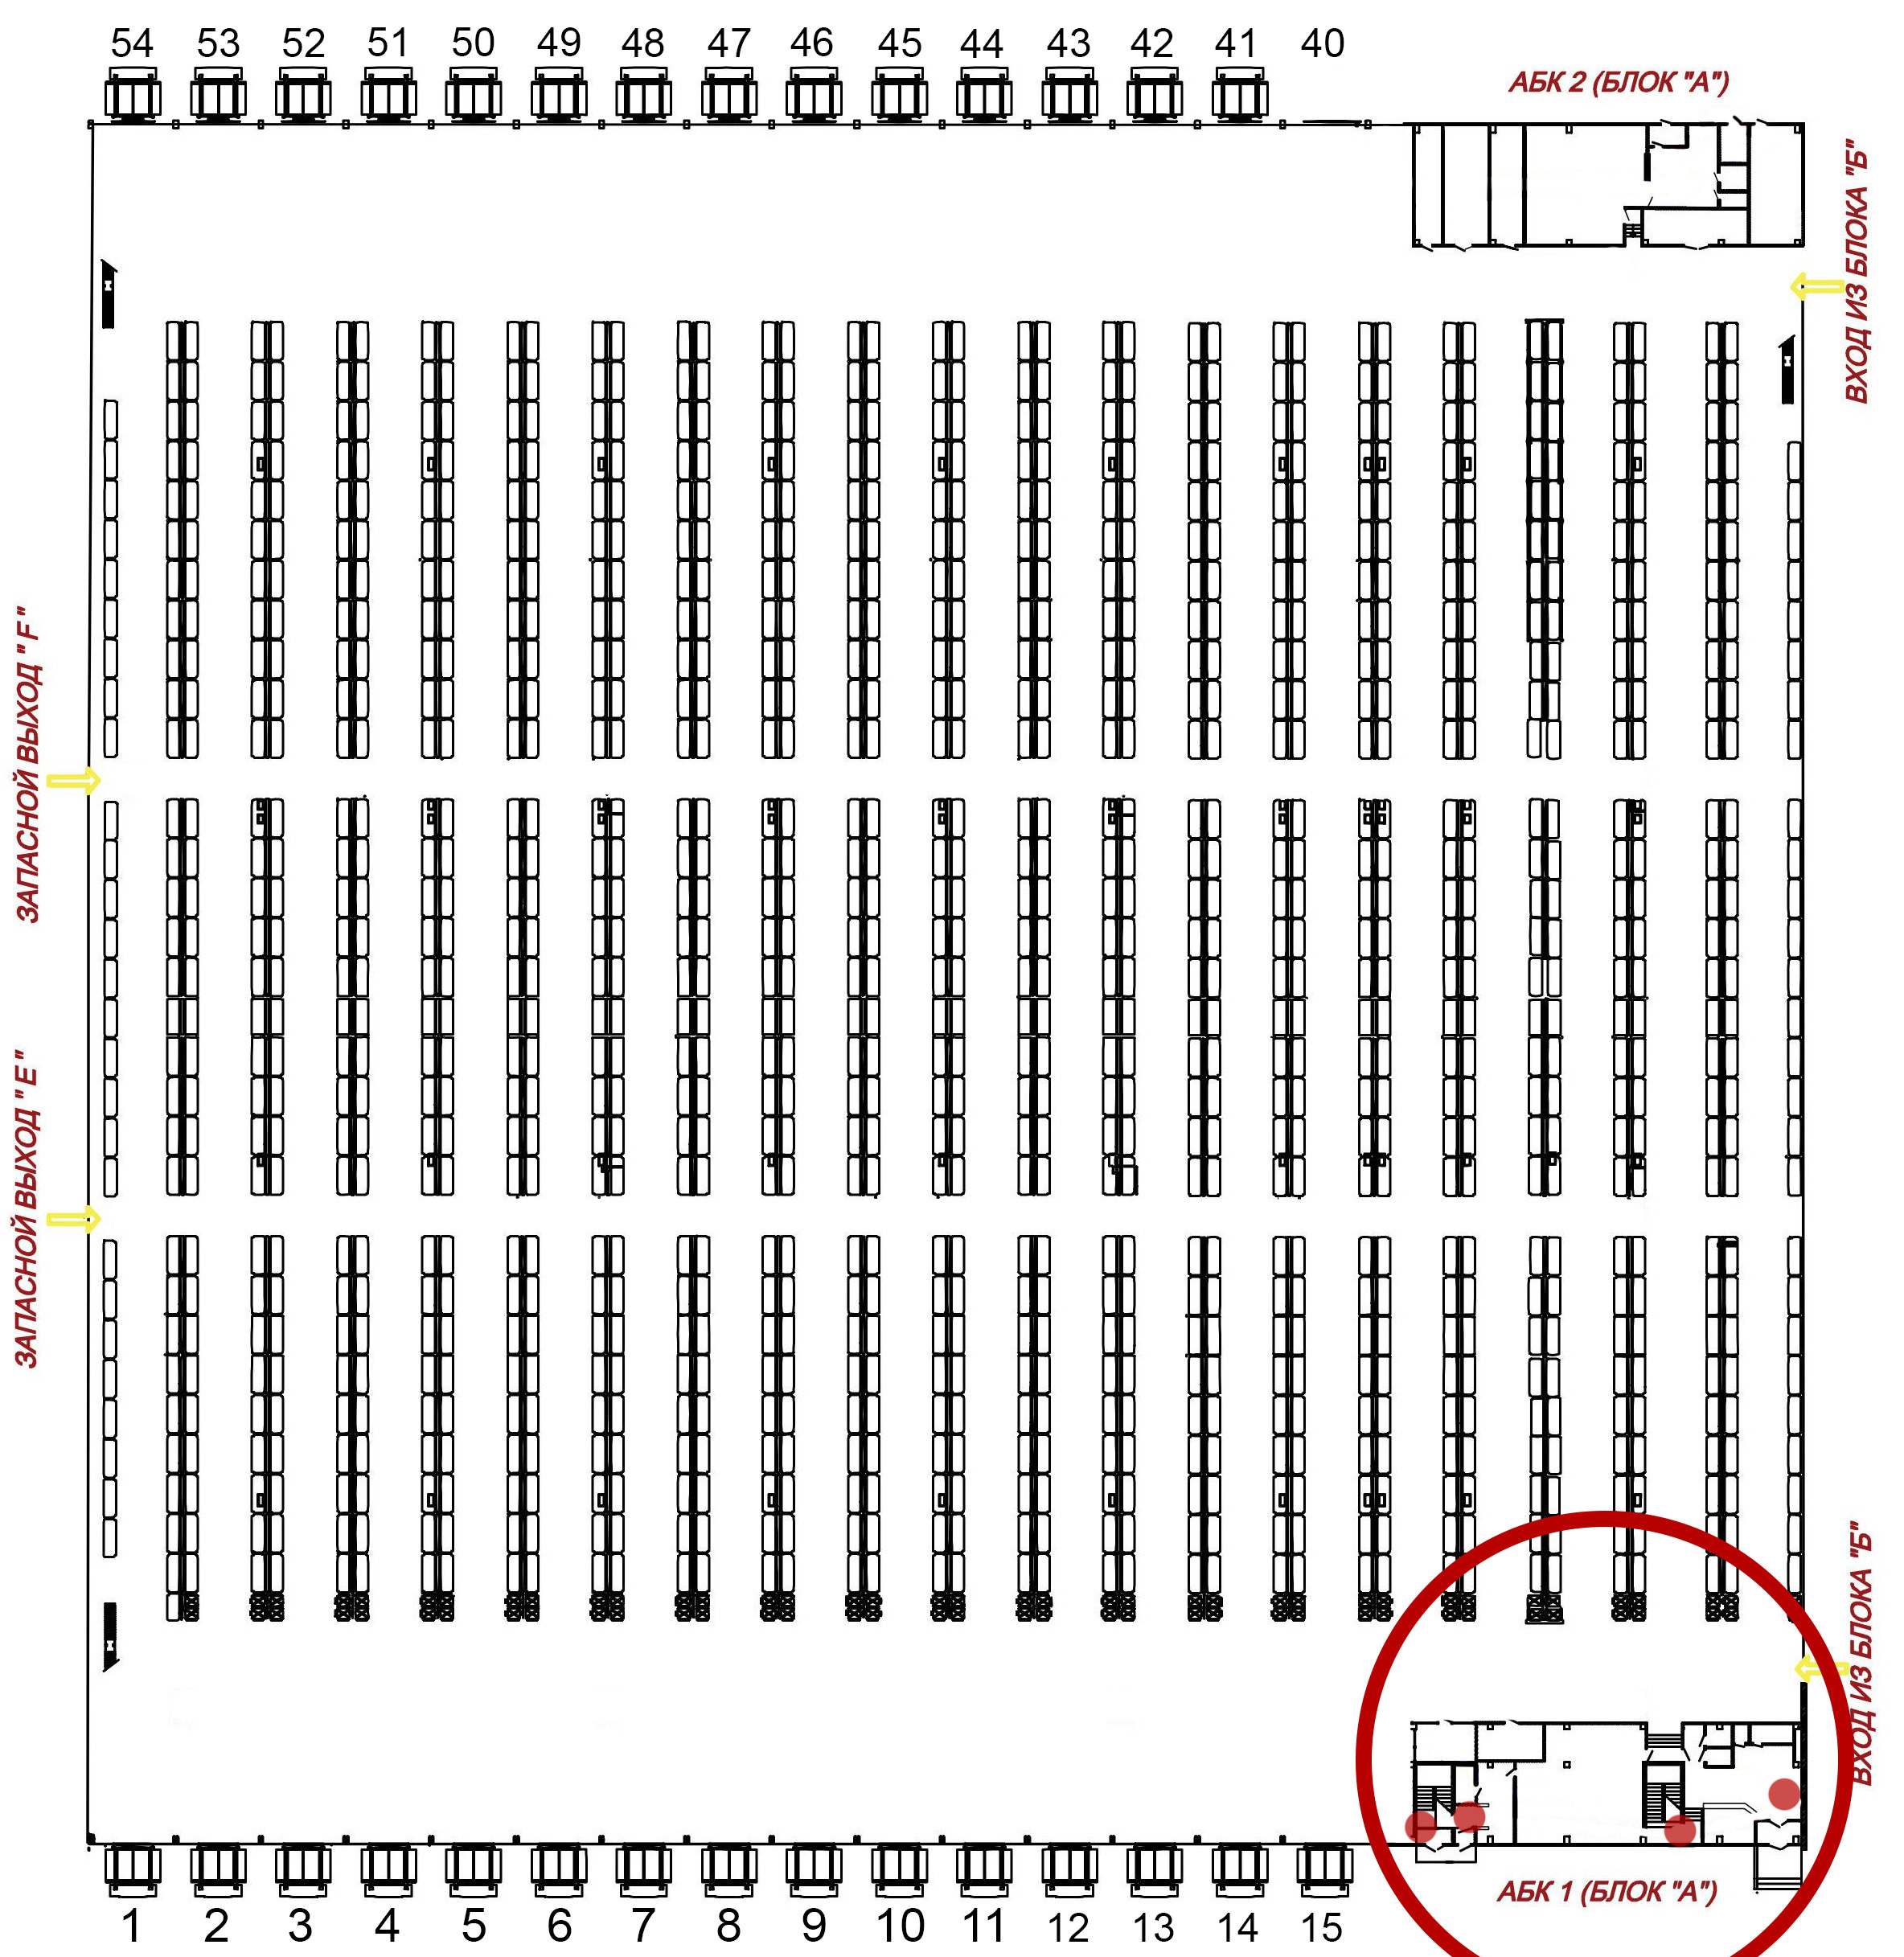 54 53 52 51 50 49 48 47 46 45 44 43 42 41 40
АБК 2 (БЛОК "А")
ВХОД ИЗ БЛОКА "Б"
ЗАПАСНОЙ ВЫХОД " F "
ЗАПАСНОЙ ВЫХОД " E "
ВХОД ИЗ БЛОКА "Б"
АБК 1 (БЛОК "А")
1 2 3 4 5 6 7 8 9 10 11 12 13 14 15